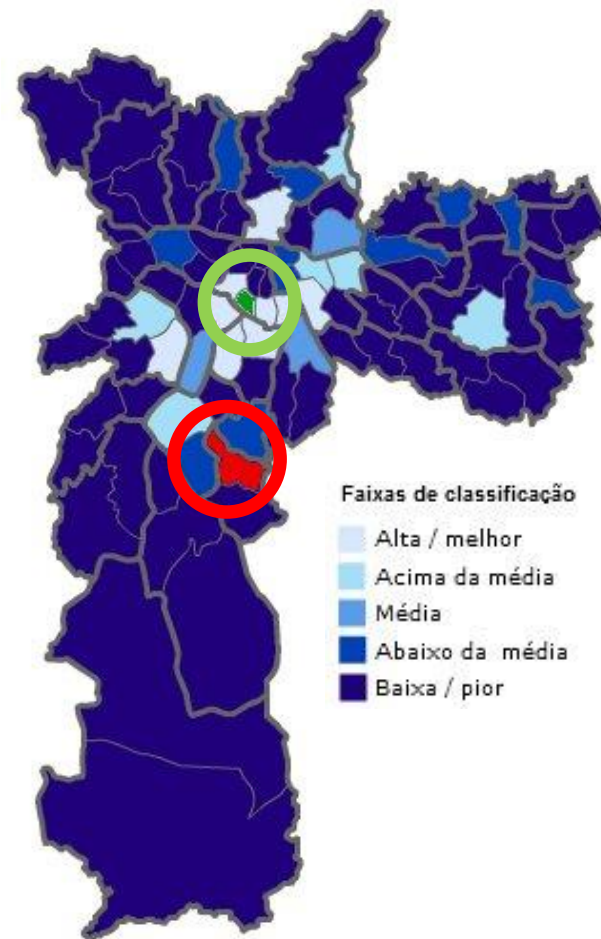 Faixas de classificação
Alta / melhor
Acima da média
Média
Abaixo da média
Baixa / pior